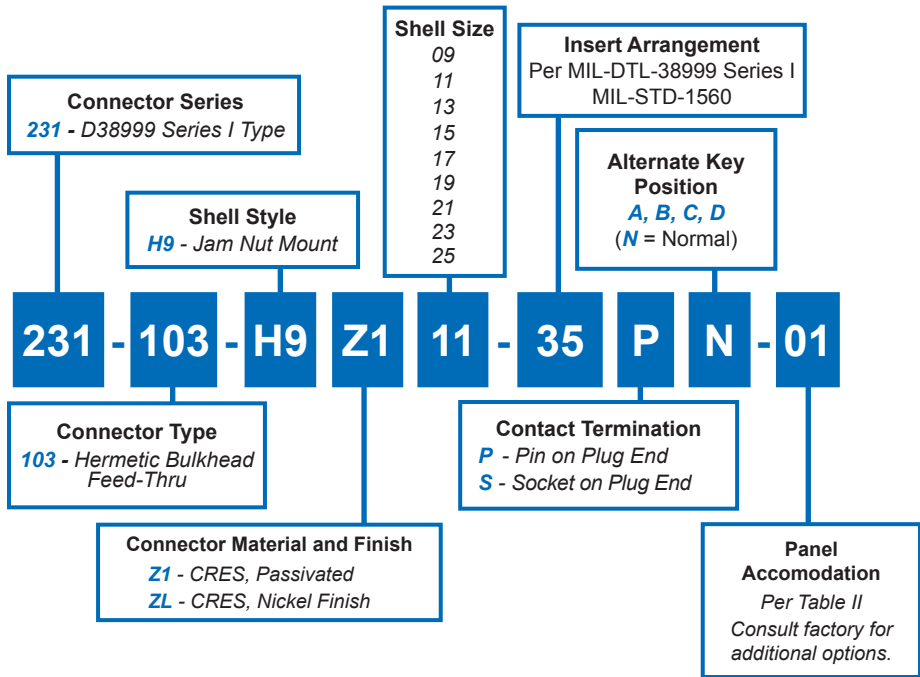 Connector Series
231 - D38999 Series I Type
Shell Style
H9 - Jam Nut Mount
Shell Size
09
11
13
15
17
19
21
23
25
Insert Arrangement
Per MIL-DTL-38999 Series I
MIL-STD-1560
Alternate Key
Position
A, B, C, D
(N = Normal)
231 - 103 - H9 Z1 11 - 35 P N - 01
Connector Type
103 - Hermetic Bulkhead
Feed-Thru
Connector Material and Finish
Z1 - CRES, Passivated
ZL - CRES, Nickel Finish
Contact Termination
P - Pin on Plug End
S - Socket on Plug End
Panel
Accomodation
Per Table II
Consult factory for
additional options.